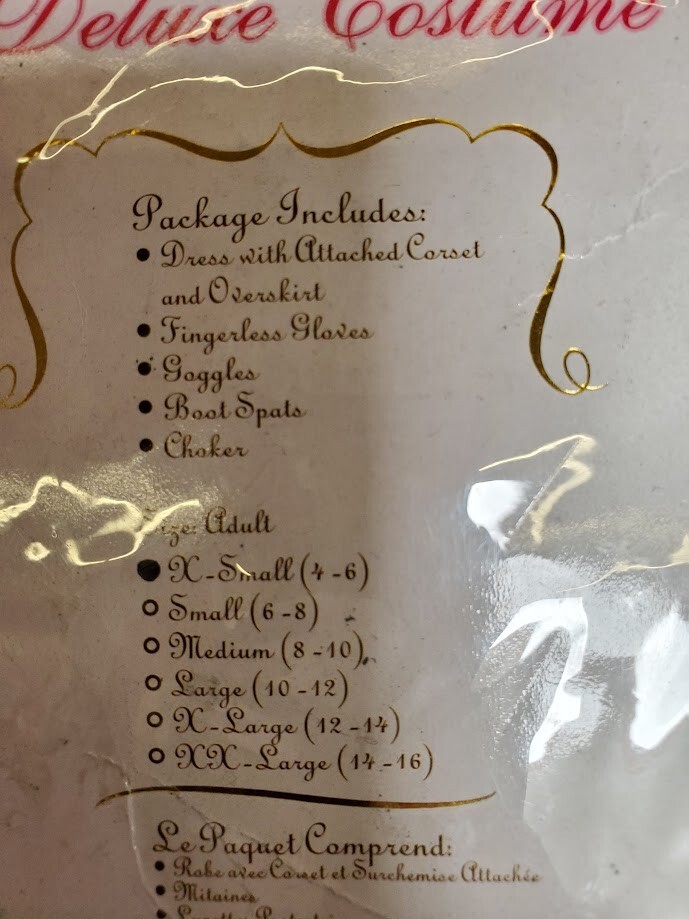 Deluxe Costume
Package Includes:
• Dress with Attached Corset
and Overskirt
• Fingerless Gloves
• Goggles
• Boot Spats
• Choker
Size: Adult
● X-Small (4-6)
○ Small (6-8)
○ Medium (8-10)
○ Large (10-12)
○ X-Large (12-14)
○ XX-Large (14-16)
Le Paquet Comprend:
• Robe avec Corset et Surchemise Attachée
• Mitaines